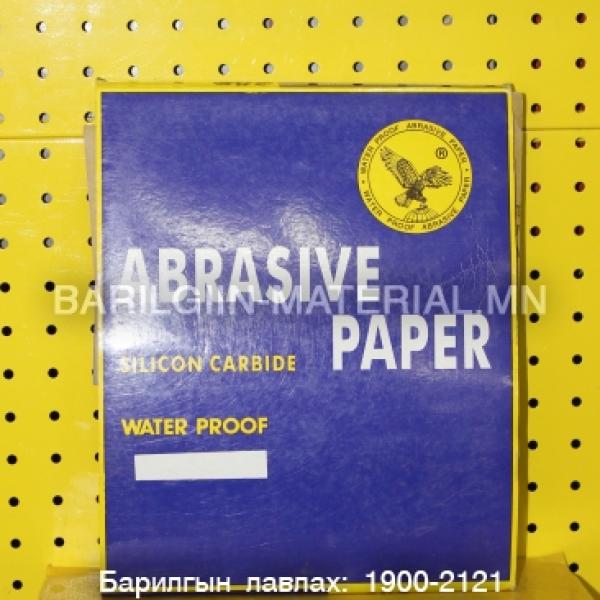 WATER PROOF ABRASIVE PAPER
®
WATER PROOF ABRASIVE PAPER
ABRASIVE
BARILGIIN-MATERIAL.MN
PAPER
SILICON CARBIDE
WATER PROOF
Барилгын лавлах: 1900-2121